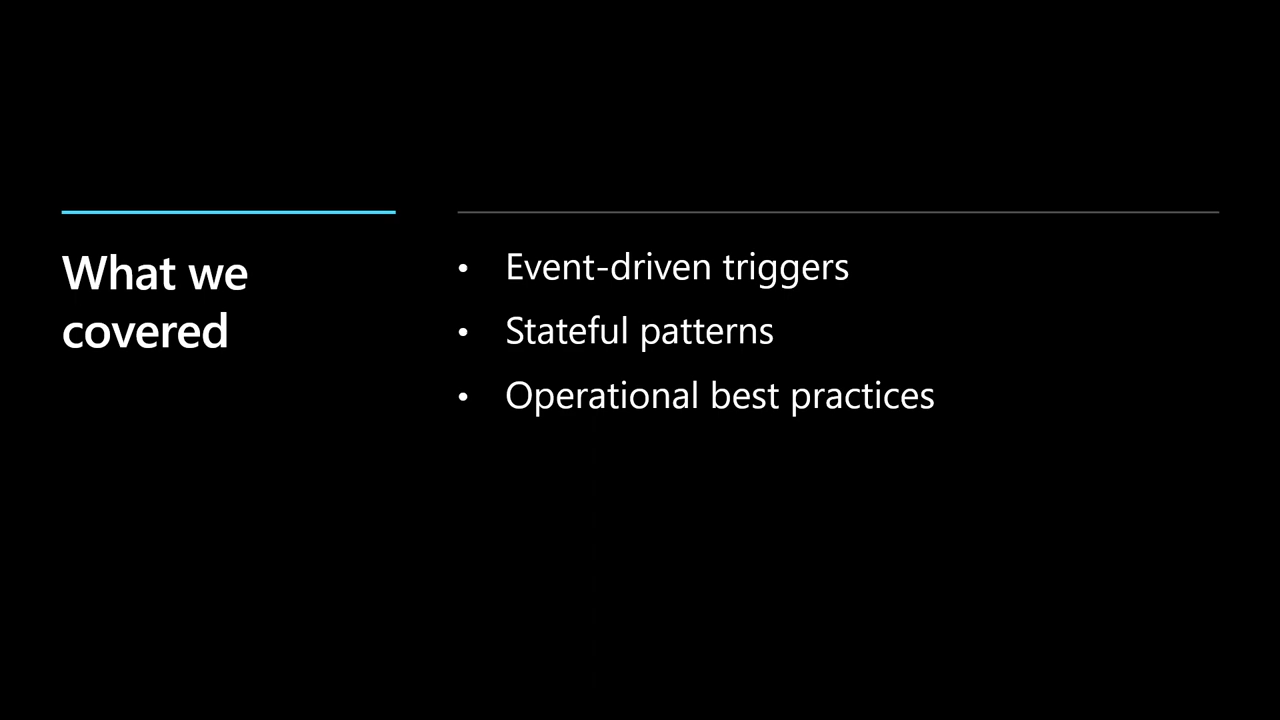 What we
covered
• Event-driven triggers
• Stateful patterns
• Operational best practices